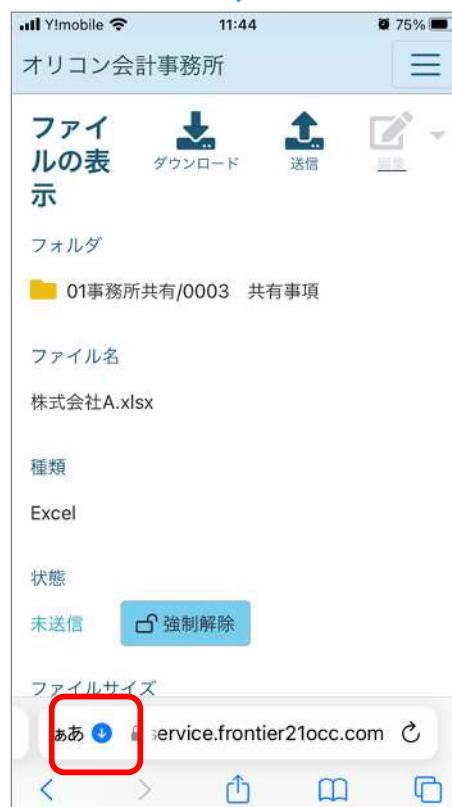 Y!mobile 11:44 75%
オリコン会計事務所
ファイ
ルの表
示
ダウンロード 送信 編集
フォルダ
01事務所共有/0003　共有事項
ファイル名
株式会社A.xlsx
種類
Excel
状態
未送信 強制解除
ファイルサイズ
ぁあ service.frontier21occ.com